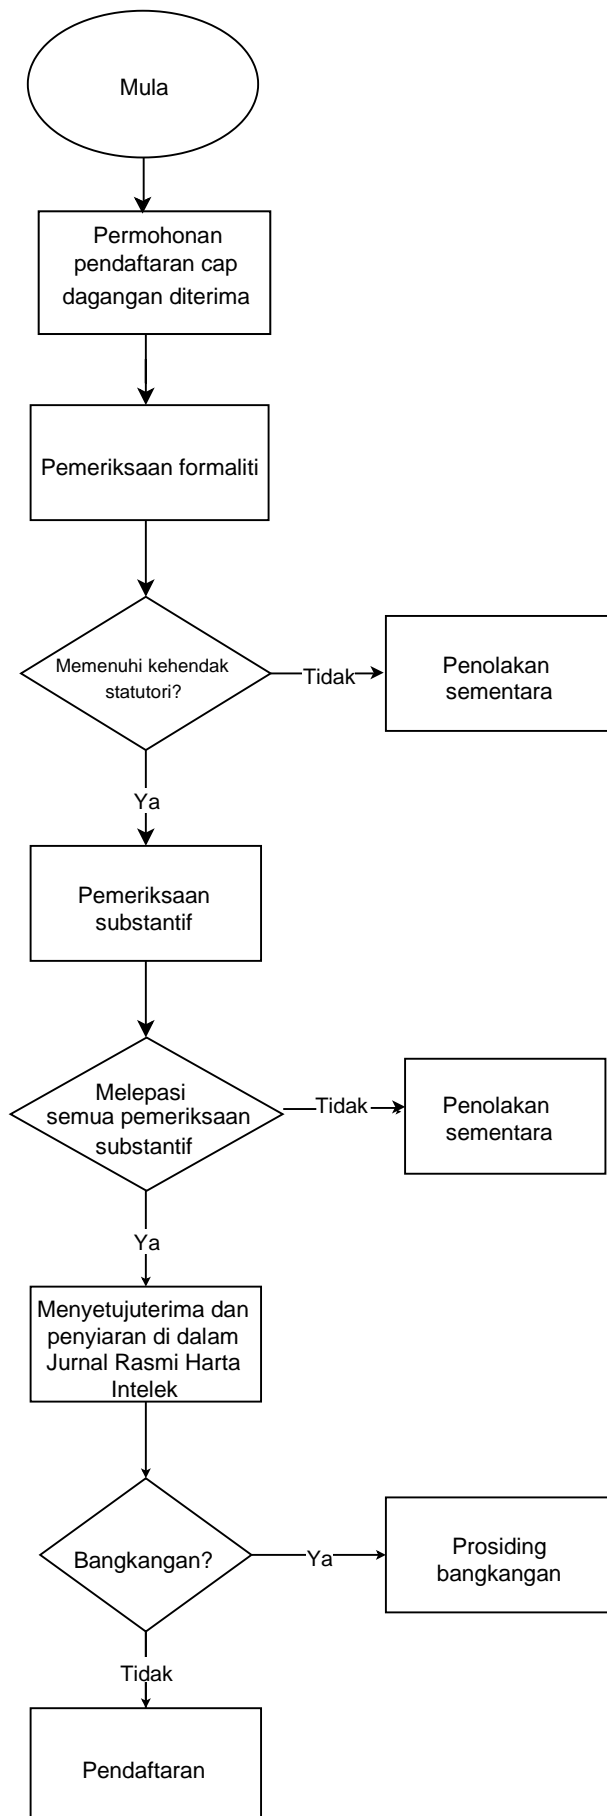 Mula
Permohonan
pendaftaran cap
dagangan diterima
Pemeriksaan formaliti
Memenuhi kehendak
statutori?
Tidak
Penolakan
sementara
Ya
Pemeriksaan
substantif
Melepasi
semua pemeriksaan
substantif
Tidak
Penolakan
sementara
Ya
Menyetujuterima dan
penyiaran di dalam
Jurnal Rasmi Harta
Intelek
Bangkangan?
Ya
Prosiding
bangkangan
Tidak
Pendaftaran